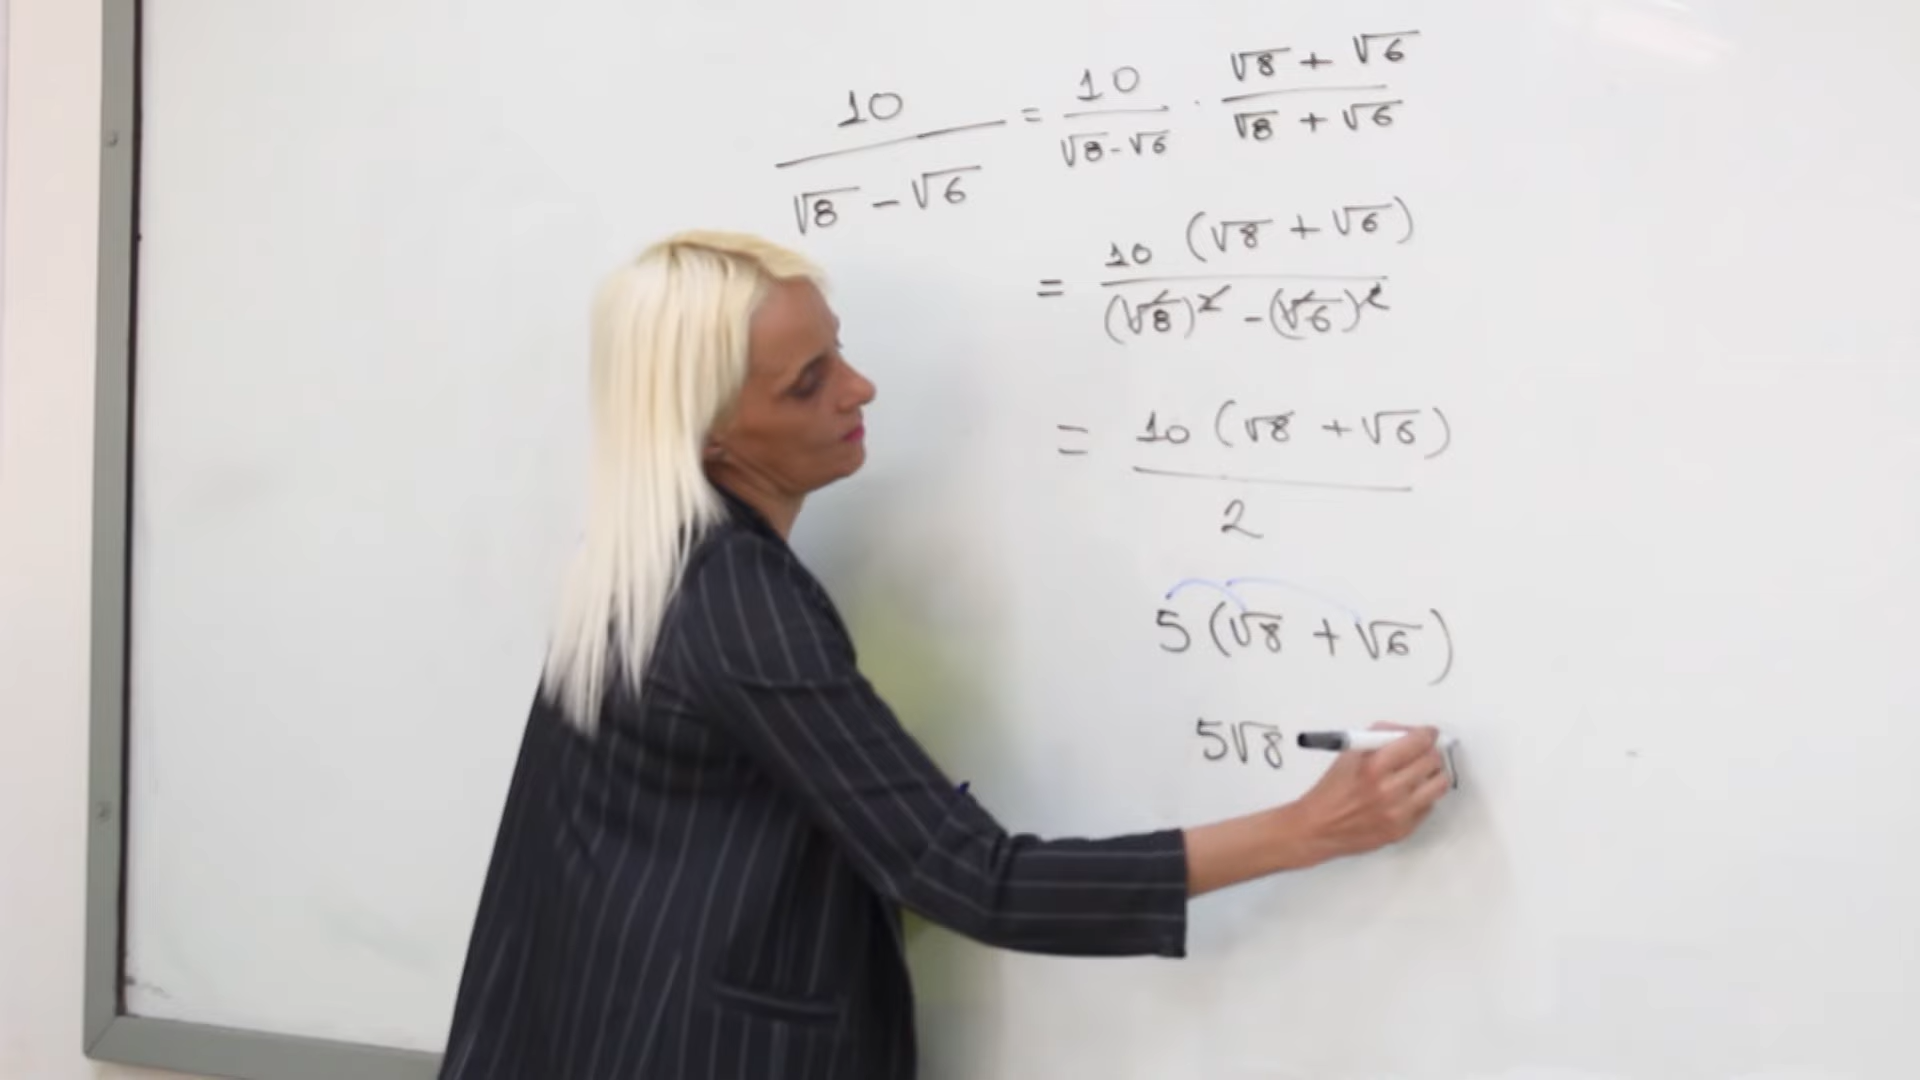 10/(√8 − √6) = 10/(√8 - √6) · (√8 + √6)/(√8 + √6)
= 10 (√8 + √6)/((√8)² - (√6)²)
= 10 (√8 + √6)/2
5 (√8 + √6)
5√8